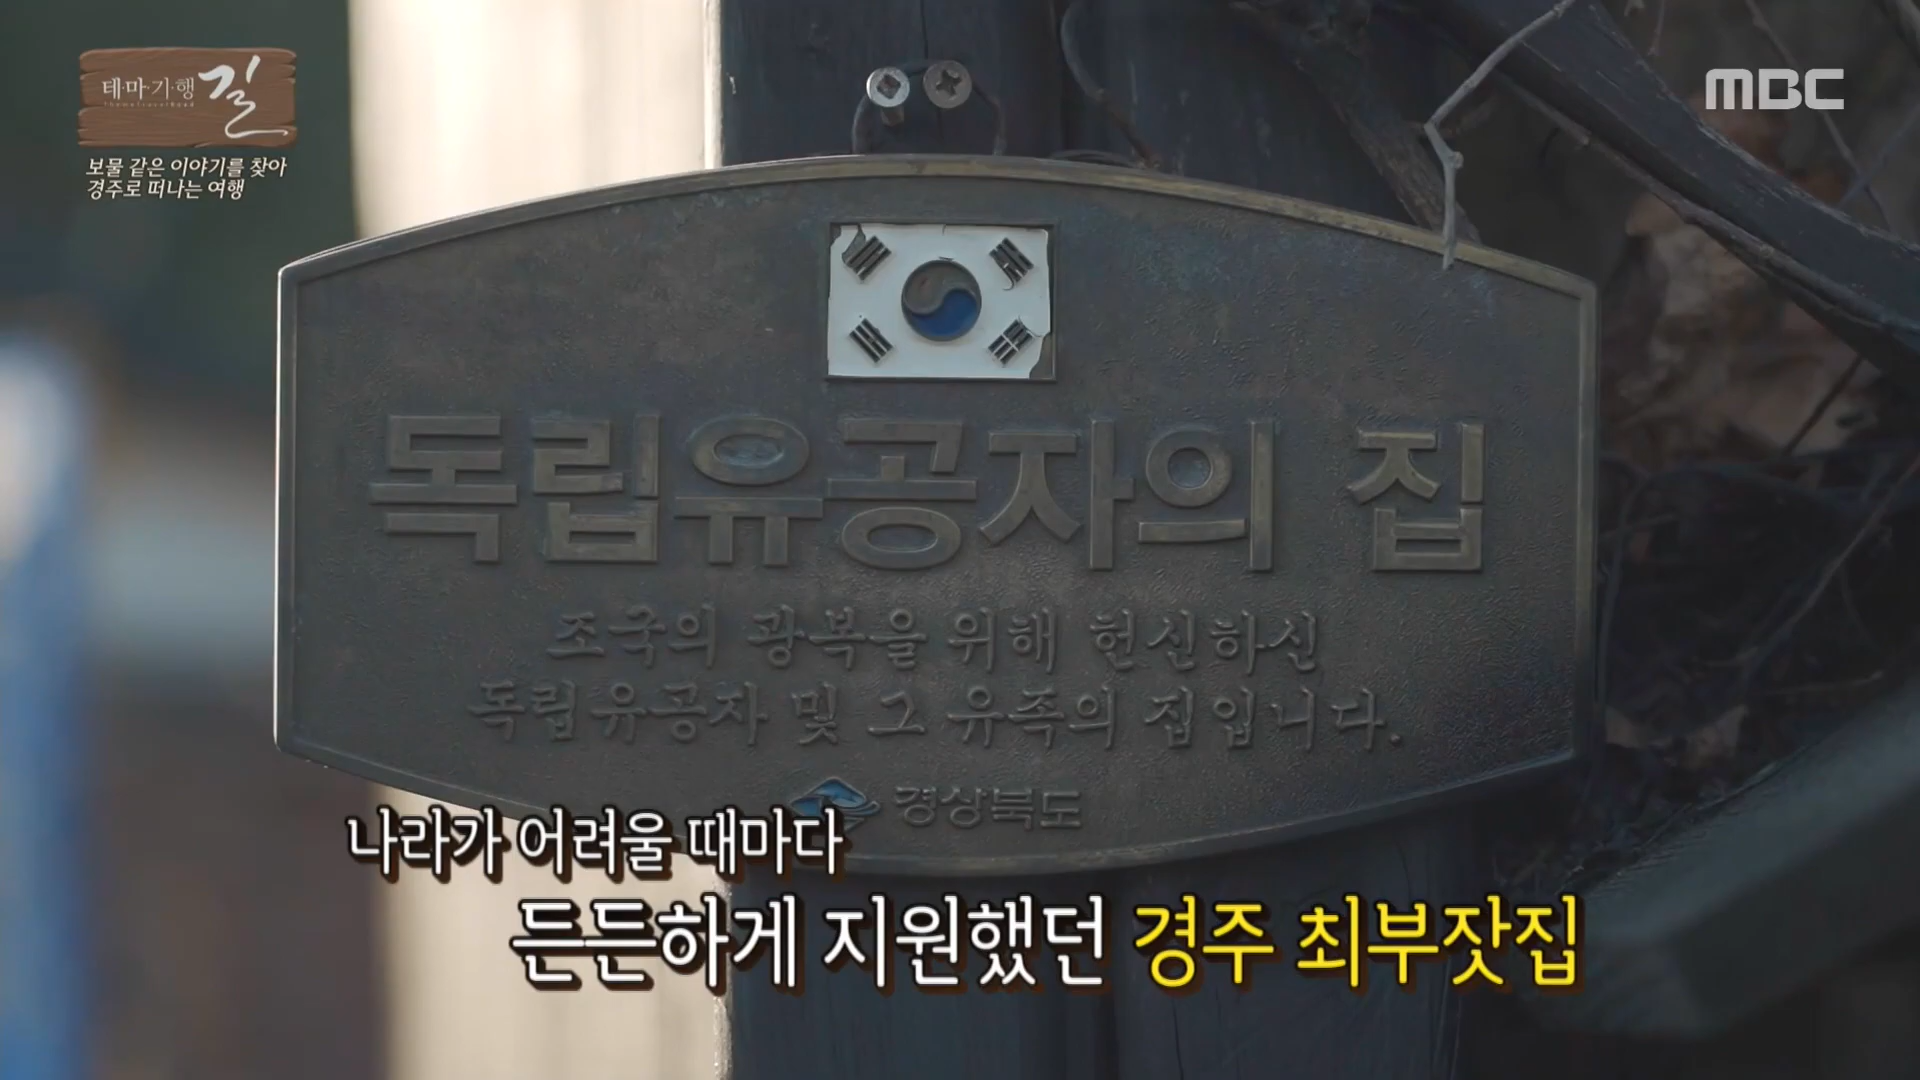 테·마·기·행 길
보물 같은 이야기를 찾아
경주로 떠나는 여행
MBC
독립유공자의 집
조국의 광복을 위해 헌신하신
독립유공자 및 그 유족의 집입니다.
경상북도
나라가 어려울 때마다
든든하게 지원했던 경주 최부잣집